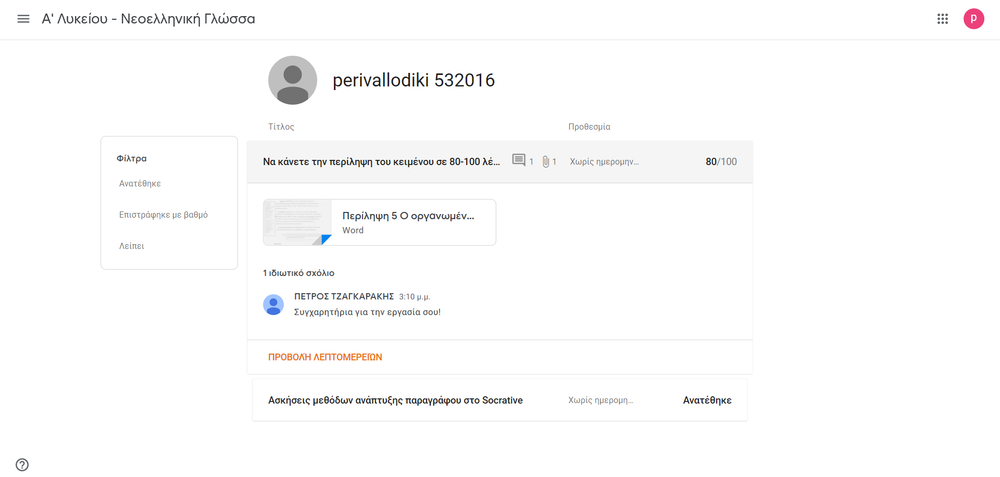 Α' Λυκείου - Νεοελληνική Γλώσσα
p
perivallodiki 532016
Τίτλος Προθεσμία
Φίλτρα
Ανατέθηκε
Επιστράφηκε με βαθμό
Λείπει
Να κάνετε την περίληψη του κειμένου σε 80-100 λέ... 1 1 Χωρίς ημερομην... 80/100
Περίληψη 5 Ο οργανωμέν...
Word
1 ιδιωτικό σχόλιο
ΠΕΤΡΟΣ ΤΖΑΓΚΑΡΑΚΗΣ 3:10 μ.μ.
Συγχαρητήρια για την εργασία σου!
ΠΡΟΒΟΛΉ ΛΕΠΤΟΜΕΡΕΙΏΝ
Ασκήσεις μεθόδων ανάπτυξης παραγράφου στο Socrative Χωρίς ημερομη... Ανατέθηκε